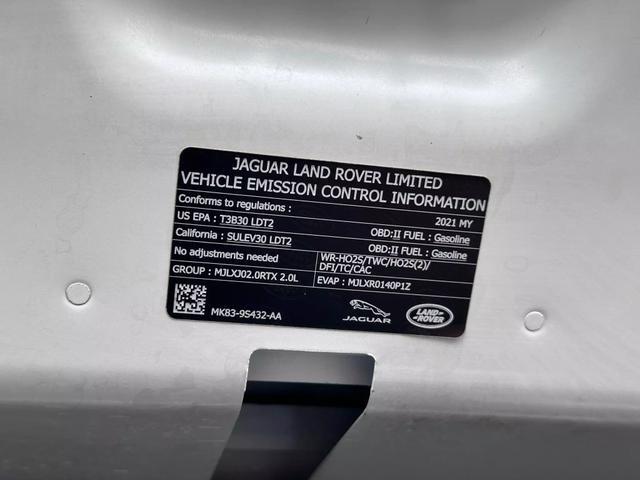 JAGUAR LAND ROVER LIMITED
VEHICLE EMISSION CONTROL INFORMATION
Conforms to regulations : 2021 MY
US EPA : T3B30 LDT2 OBD:II FUEL : Gasoline
California : SULEV30 LDT2 OBD:II FUEL : Gasoline
No adjustments needed WR-HO2S/TWC/HO2S(2)/
DFI/TC/CAC
GROUP : MJLXJ02.0RTX 2.0L EVAP : MJLXR0140P1Z
MK83-9S432-AA JAGUAR LAND ROVER